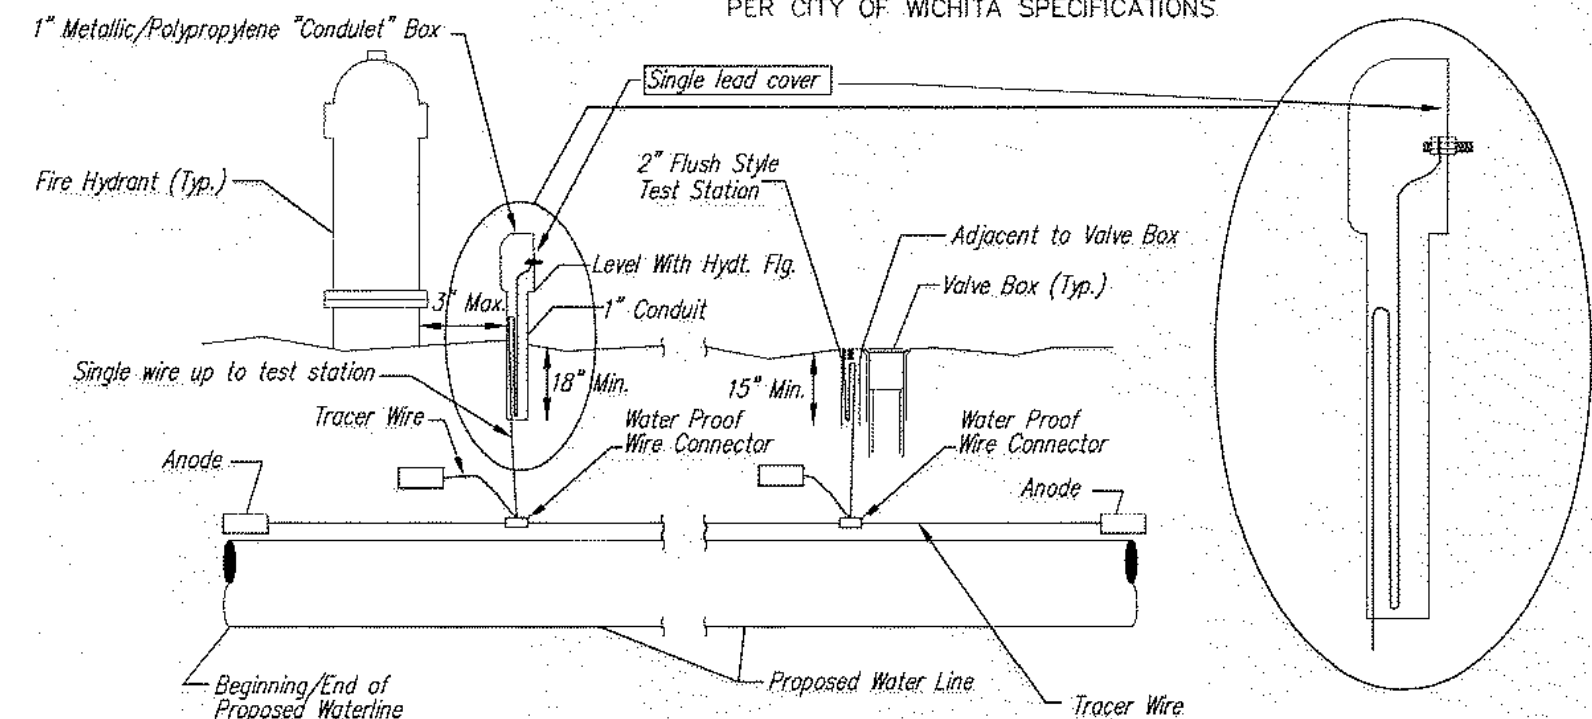 PER CITY OF WICHITA SPECIFICATIONS
1" Metallic/Polypropylene "Condulet" Box
Single lead cover
2" Flush Style
Test Station
Fire Hydrant (Typ.)
Adjacent to Valve Box
Level With Hydt. Flg.
Valve Box (Typ.)
3" Max.
1" Conduit
Single wire up to test station
18" Min.
15" Min.
Tracer Wire
Water Proof
Wire Connector
Water Proof
Wire Connector
Anode
Anode
Beginning/End of
Proposed Waterline
Proposed Water Line
Tracer Wire